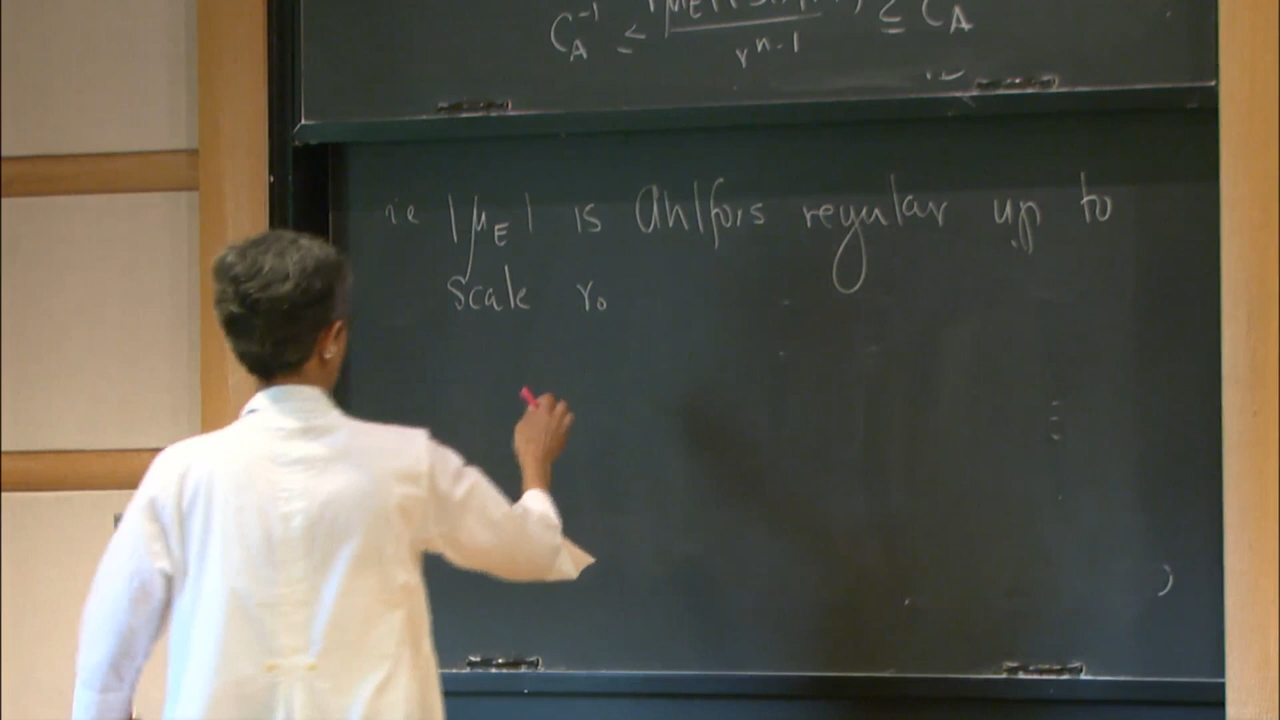 C_A^{-1} ≤ |μ_E| / r^{n-1} ≤ C_A
ie |μ_E| is Ahlfors regular up to
scale r_0